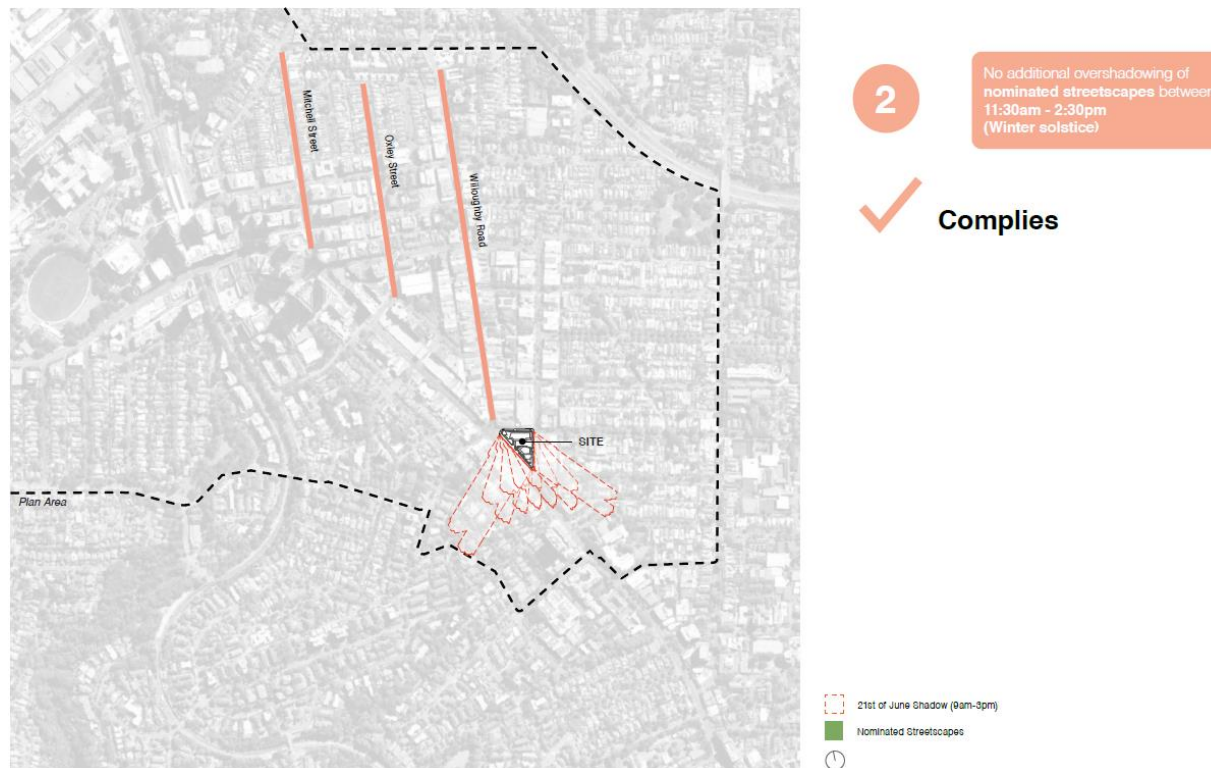 Mitchell Street
Oxley Street
Willoughby Road
SITE
Plan Area
2
No additional overshadowing of
nominated streetscapes between
11:30am - 2:30pm
(Winter solstice)
Complies
21st of June Shadow (9am-3pm)
Nominated Streetscapes